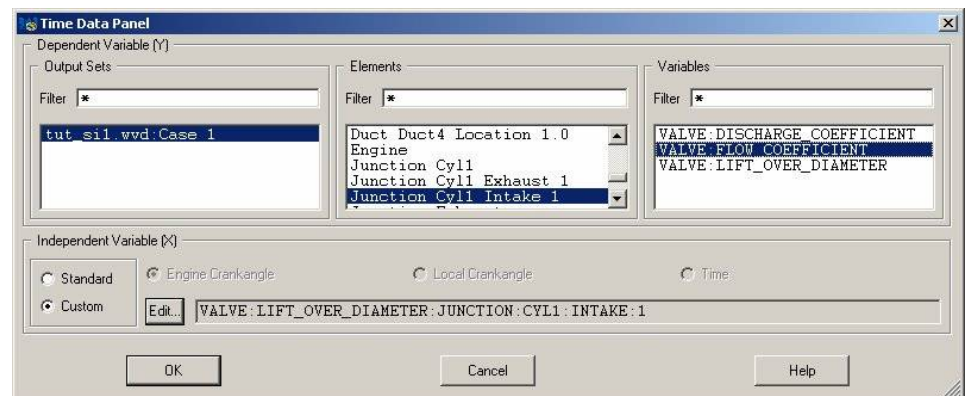 Time Data Panel
Dependent Variable (Y)
Output Sets
Filter *
tut_si1.wvd:Case 1
Elements
Filter *
Duct Duct4 Location 1.0
Engine
Junction Cyl1
Junction Cyl1 Exhaust 1
Junction Cyl1 Intake 1
Variables
Filter *
VALVE:DISCHARGE_COEFFICIENT
VALVE:FLOW_COEFFICIENT
VALVE:LIFT_OVER_DIAMETER
Independent Variable (X)
Standard
Custom
Engine Crankangle
Local Crankangle
Time
Edit... VALVE:LIFT_OVER_DIAMETER:JUNCTION:CYL1:INTAKE:1
OK
Cancel
Help